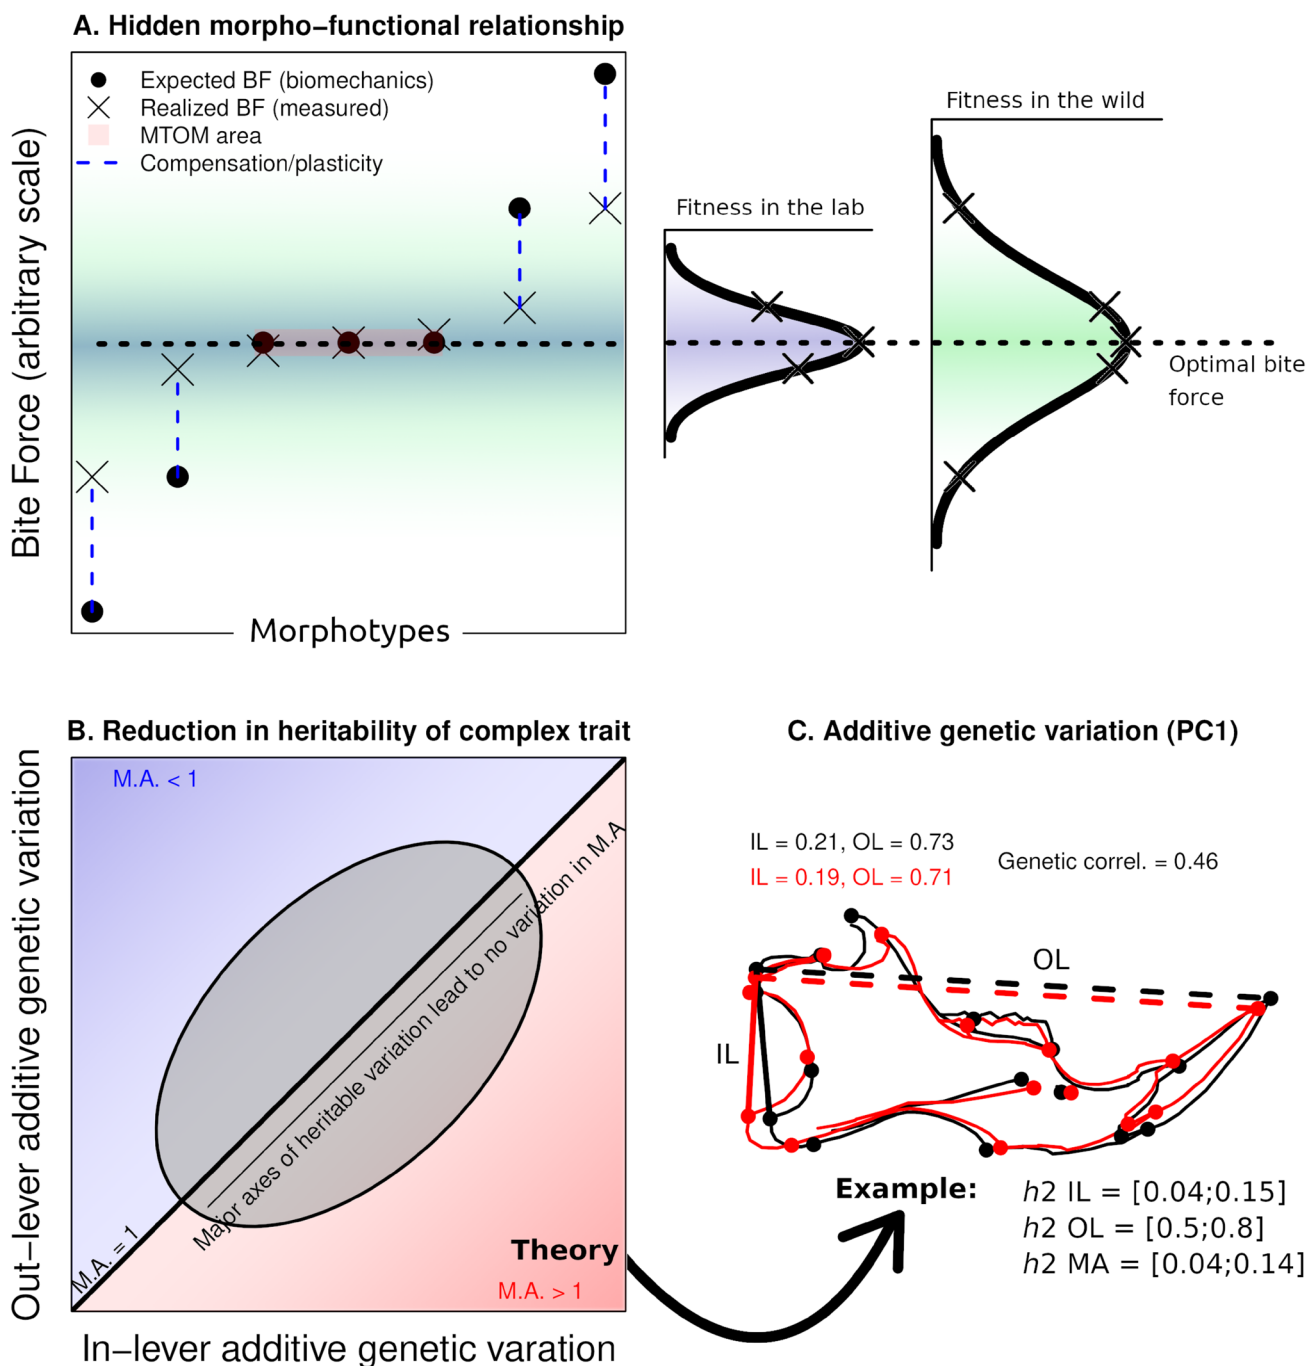 A. Hidden morpho−functional relationship
Expected BF (biomechanics)
Realized BF (measured)
MTOM area
Compensation/plasticity
Bite Force (arbitrary scale)
Morphotypes
Fitness in the lab
Fitness in the wild
Optimal bite
force
B. Reduction in heritability of complex trait
M.A. < 1
Major axes of heritable variation lead to no variation in M.A
M.A. = 1
Theory
M.A. > 1
Out−lever additive genetic variation
In−lever additive genetic varation
C. Additive genetic variation (PC1)
IL = 0.21, OL = 0.73
IL = 0.19, OL = 0.71
Genetic correl. = 0.46
OL
IL
Example:
h2 IL = [0.04;0.15]
h2 OL = [0.5;0.8]
h2 MA = [0.04;0.14]